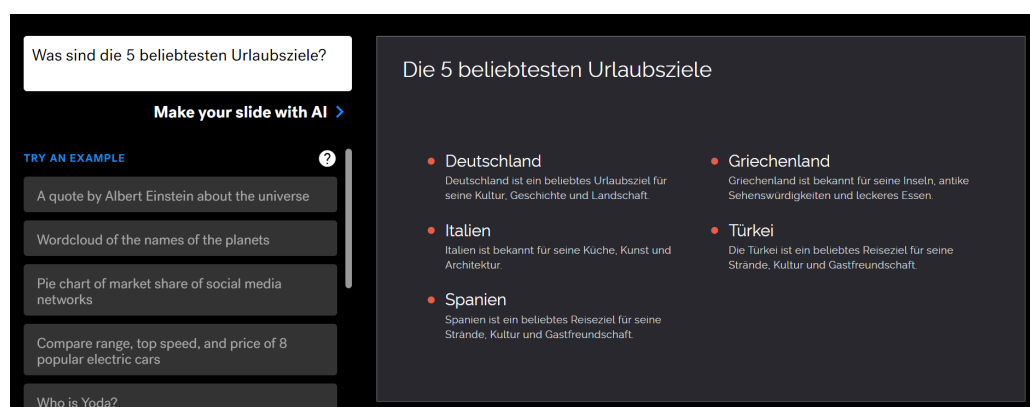 Was sind die 5 beliebtesten Urlaubsziele?
Make your slide with AI >
TRY AN EXAMPLE
?
A quote by Albert Einstein about the universe
Wordcloud of the names of the planets
Pie chart of market share of social media
networks
Compare range, top speed, and price of 8
popular electric cars
Who is Yoda?
Die 5 beliebtesten Urlaubsziele
Deutschland
Deutschland ist ein beliebtes Urlaubsziel für
seine Kultur, Geschichte und Landschaft.
Italien
Italien ist bekannt für seine Küche, Kunst und
Architektur.
Spanien
Spanien ist ein beliebtes Reiseziel für seine
Strände, Kultur und Gastfreundschaft.
Griechenland
Griechenland ist bekannt für seine Inseln, antike
Sehenswürdigkeiten und leckeres Essen.
Türkei
Die Türkei ist ein beliebtes Reiseziel für seine
Strände, Kultur und Gastfreundschaft.